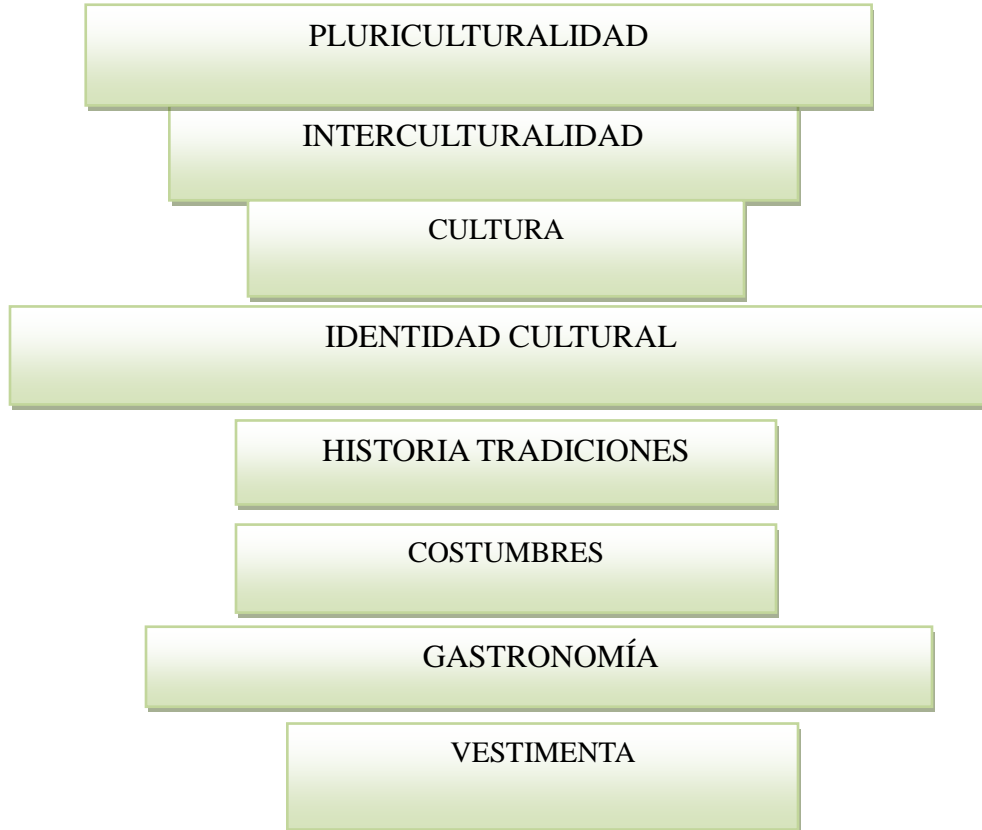 PLURICULTURALIDAD
INTERCULTURALIDAD
CULTURA
IDENTIDAD CULTURAL
HISTORIA TRADICIONES
COSTUMBRES
GASTRONOMÍA
VESTIMENTA